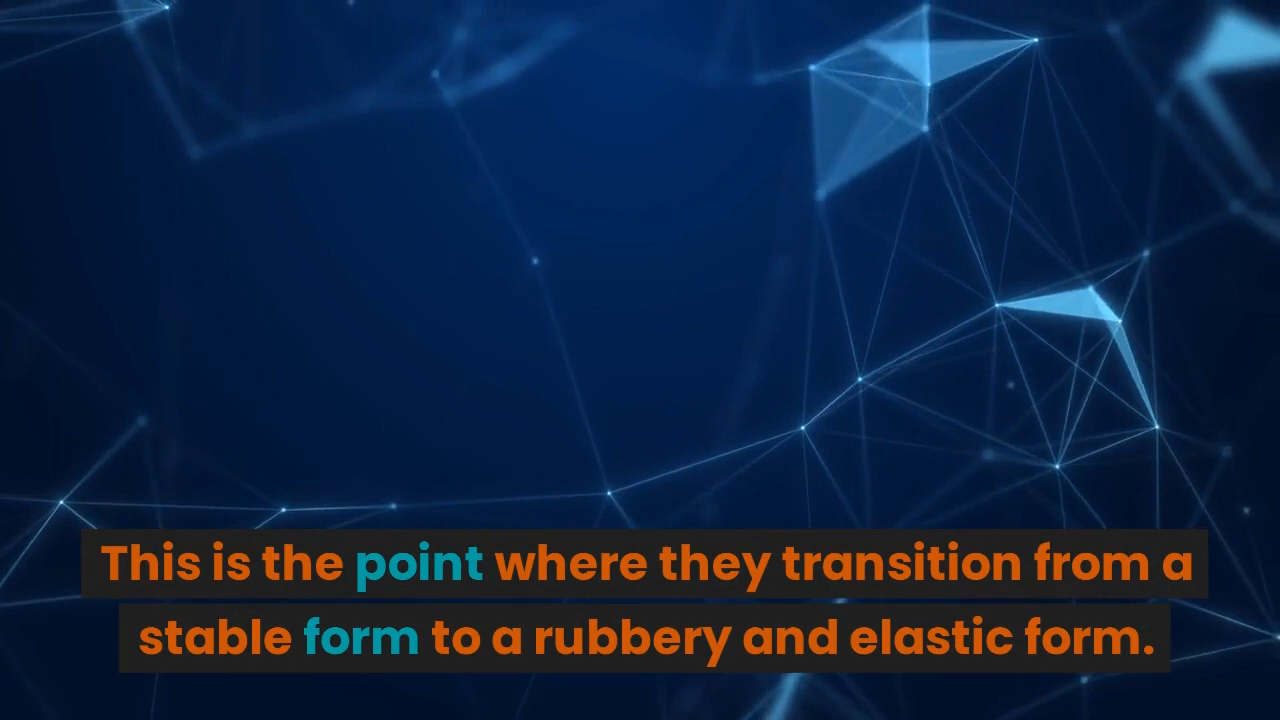 This is the point where they transition from a
stable form to a rubbery and elastic form.